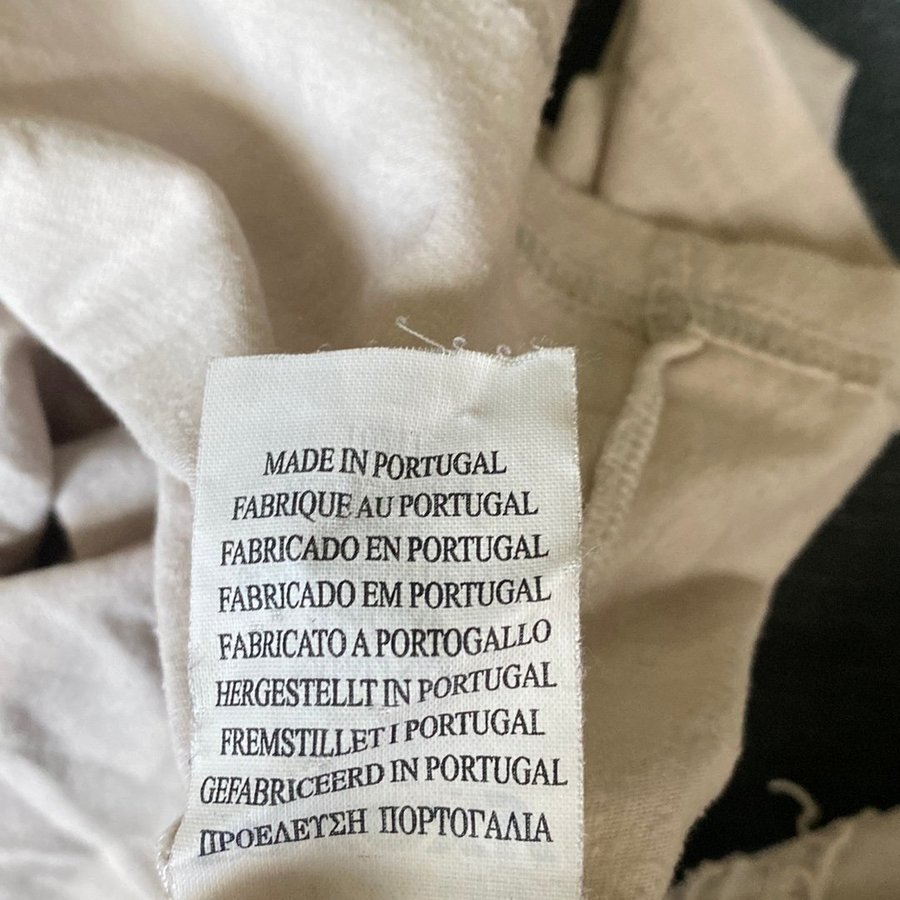 MADE IN PORTUGAL
FABRIQUE AU PORTUGAL
FABRICADO EN PORTUGAL
FABRICADO EM PORTUGAL
FABRICATO A PORTOGALLO
HERGESTELLT IN PORTUGAL
FREMSTILLET I PORTUGAL
GEFABRICEERD IN PORTUGAL
ΠΡΟΕΛΕΥΣΗ ΠΟΡΤΟΓΑΛΙΑ